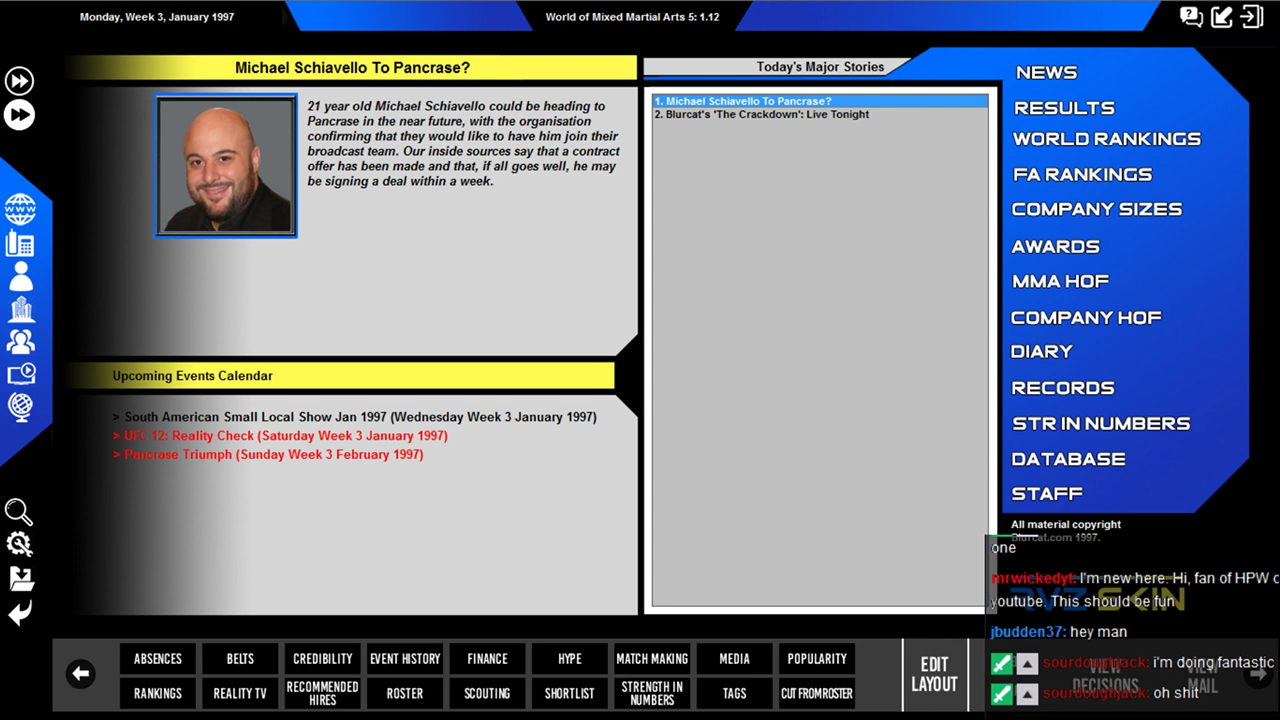 Monday, Week 3, January 1997
World of Mixed Martial Arts 5: 1.12
Michael Schiavello To Pancrase?
21 year old Michael Schiavello could be heading to
Pancrase in the near future, with the organisation
confirming that they would like to have him join their
broadcast team. Our inside sources say that a contract
offer has been made and that, if all goes well, he may
be signing a deal within a week.
Today's Major Stories
1. Michael Schiavello To Pancrase?
2. Blurcat's 'The Crackdown': Live Tonight
Upcoming Events Calendar
> South American Small Local Show Jan 1997 (Wednesday Week 3 January 1997)
> UFC 12: Reality Check (Saturday Week 3 January 1997)
> Pancrase Triumph (Sunday Week 3 February 1997)
NEWS
RESULTS
WORLD RANKINGS
FA RANKINGS
COMPANY SIZES
AWARDS
MMA HOF
COMPANY HOF
DIARY
RECORDS
STR IN NUMBERS
DATABASE
STAFF
All material copyright
Blurcat.com 1997.
one
mrwickedyt: I'm new here. Hi, fan of HPW o
youtube. This should be fun
RVZ SKIN
jbudden37: hey man
sourdoughjack: i'm doing fantastic
sourdoughjack: oh shit
VIEW DECISIONS
VIEW MAIL
ABSENCES
BELTS
CREDIBILITY
EVENT HISTORY
FINANCE
HYPE
MATCH MAKING
MEDIA
POPULARITY
RANKINGS
REALITY TV
RECOMMENDED HIRES
ROSTER
SCOUTING
SHORTLIST
STRENGTH IN NUMBERS
TAGS
CUT FROM ROSTER
EDIT LAYOUT
WWW